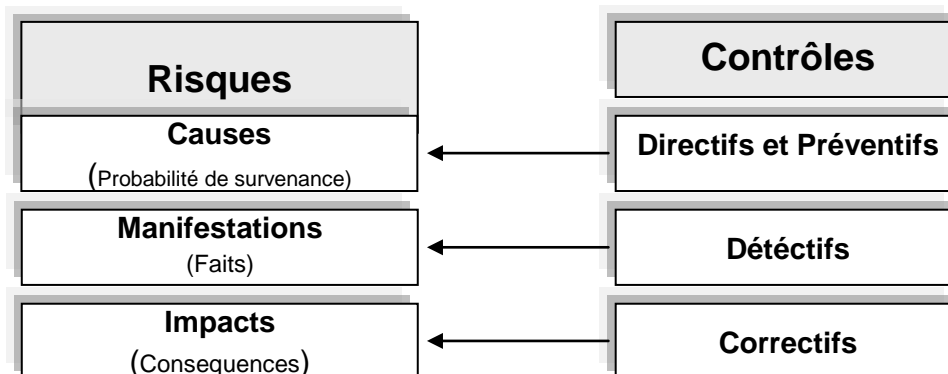 Risques
Contrôles
Causes
(Probabilité de survenance)
Directifs et Préventifs
Manifestations
(Faits)
Détéctifs
Impacts
(Consequences)
Correctifs